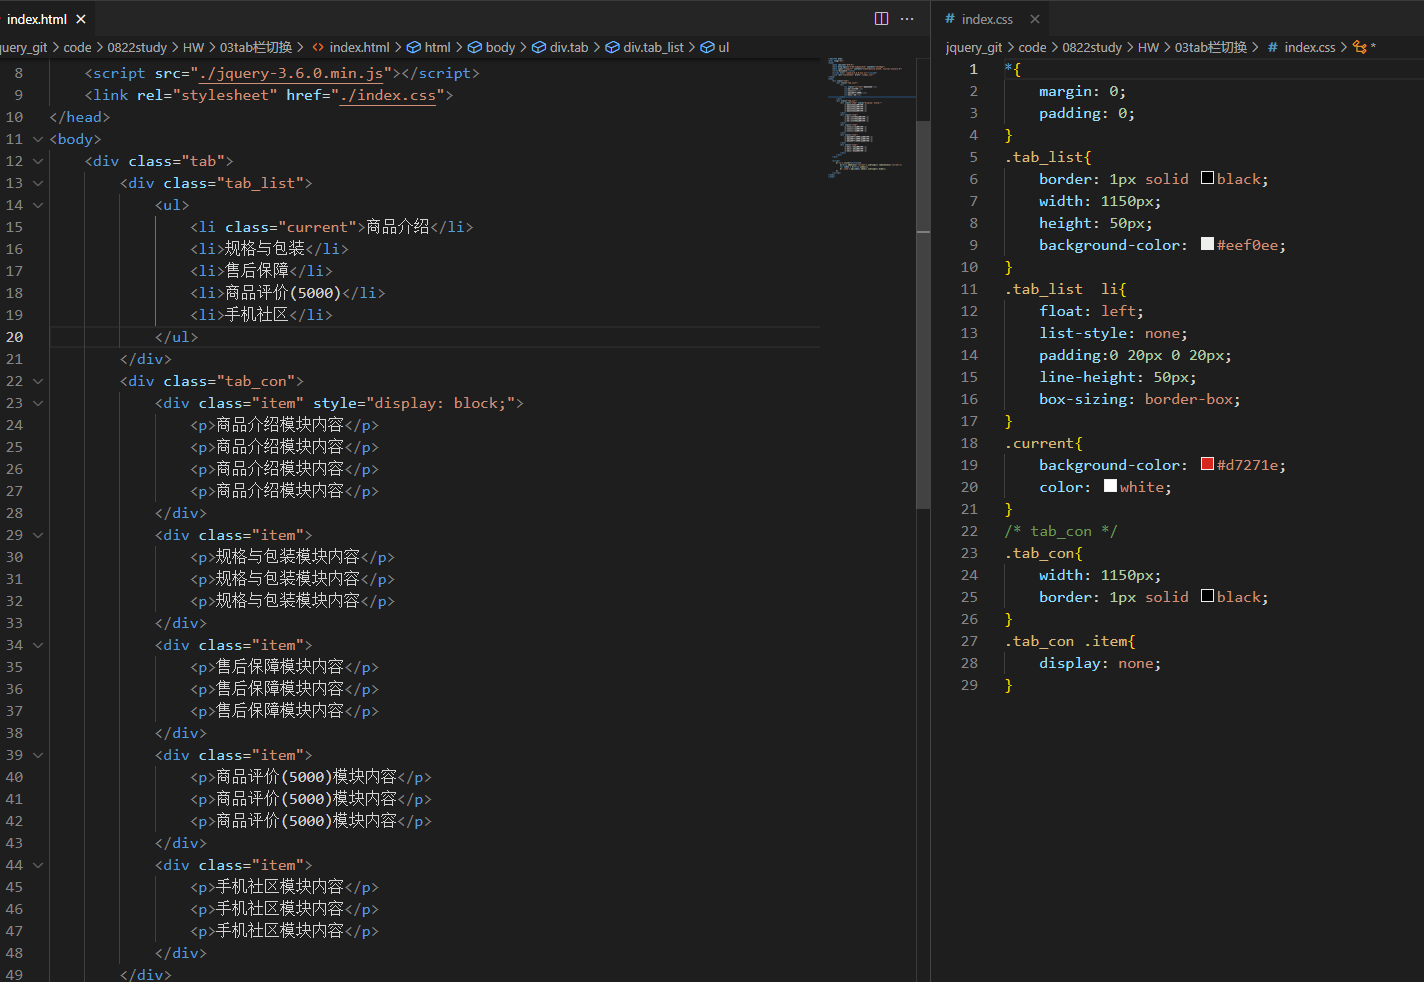 index.html
jquery_git > code > 0822study > HW > 03tab栏切换 > index.html > html > body > div.tab > div.tab_list > ul
8 <script src="./jquery-3.6.0.min.js"></script>
9 <link rel="stylesheet" href="./index.css">
10 </head>
11 <body>
12 <div class="tab">
13 <div class="tab_list">
14 <ul>
15 <li class="current">商品介绍</li>
16 <li>规格与包装</li>
17 <li>售后保障</li>
18 <li>商品评价(5000)</li>
19 <li>手机社区</li>
20 </ul>
21 </div>
22 <div class="tab_con">
23 <div class="item" style="display: block;">
24 <p>商品介绍模块内容</p>
25 <p>商品介绍模块内容</p>
26 <p>商品介绍模块内容</p>
27 <p>商品介绍模块内容</p>
28 </div>
29 <div class="item">
30 <p>规格与包装模块内容</p>
31 <p>规格与包装模块内容</p>
32 <p>规格与包装模块内容</p>
33 </div>
34 <div class="item">
35 <p>售后保障模块内容</p>
36 <p>售后保障模块内容</p>
37 <p>售后保障模块内容</p>
38 </div>
39 <div class="item">
40 <p>商品评价(5000)模块内容</p>
41 <p>商品评价(5000)模块内容</p>
42 <p>商品评价(5000)模块内容</p>
43 </div>
44 <div class="item">
45 <p>手机社区模块内容</p>
46 <p>手机社区模块内容</p>
47 <p>手机社区模块内容</p>
48 </div>
49 </div>
# index.css
jquery_git > code > 0822study > HW > 03tab栏切换 > # index.css > *
1 *{
2 margin: 0;
3 padding: 0;
4 }
5 .tab_list{
6 border: 1px solid black;
7 width: 1150px;
8 height: 50px;
9 background-color: #eef0ee;
10 }
11 .tab_list  li{
12 float: left;
13 list-style: none;
14 padding:0 20px 0 20px;
15 line-height: 50px;
16 box-sizing: border-box;
17 }
18 .current{
19 background-color: #d7271e;
20 color: white;
21 }
22 /* tab_con */
23 .tab_con{
24 width: 1150px;
25 border: 1px solid black;
26 }
27 .tab_con .item{
28 display: none;
29 }